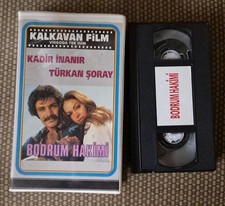 KALKAVAN FİLM
KADİR İNANIR
TÜRKAN ŞORAY
BODRUM HAKİMİ
BODRUM HAKİMİ